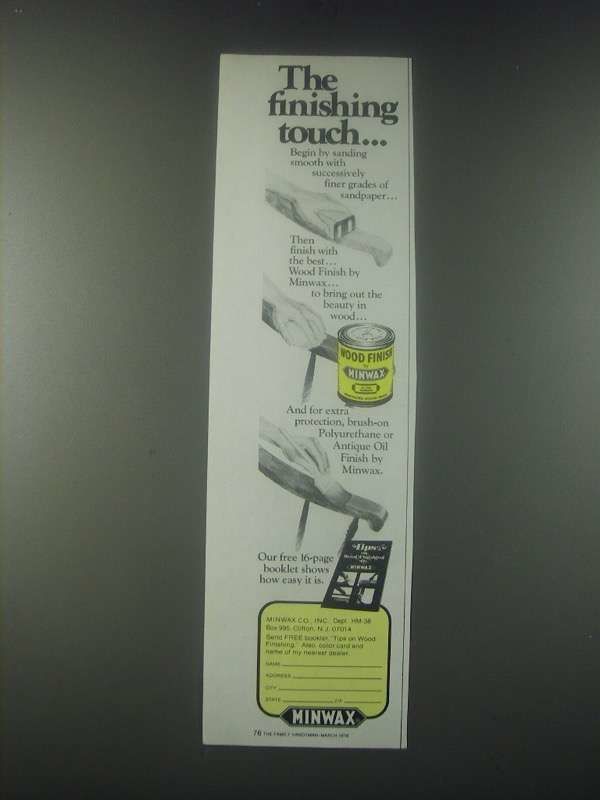 The
finishing
touch...
Begin by sanding
smooth with
successively
finer grades of
sandpaper...
Then
finish with
the best...
Wood Finish by
Minwax...
to bring out the
beauty in
wood...
WOOD FINISH
by
MINWAX
And for extra
protection, brush-on
Polyurethane or
Antique Oil
Finish by
Minwax.
Our free 16-page
booklet shows
how easy it is.
Tips
on
MINWAX
MINWAX CO., INC. Dept. HM-38
Box 995, Clifton, N.J. 07014
Send FREE booklet, "Tips on Wood
Finishing." Also, color card and
name of my nearest dealer.
NAME
ADDRESS
CITY
STATE ZIP
MINWAX
76 THE FAMILY HANDYMAN-MARCH 1978